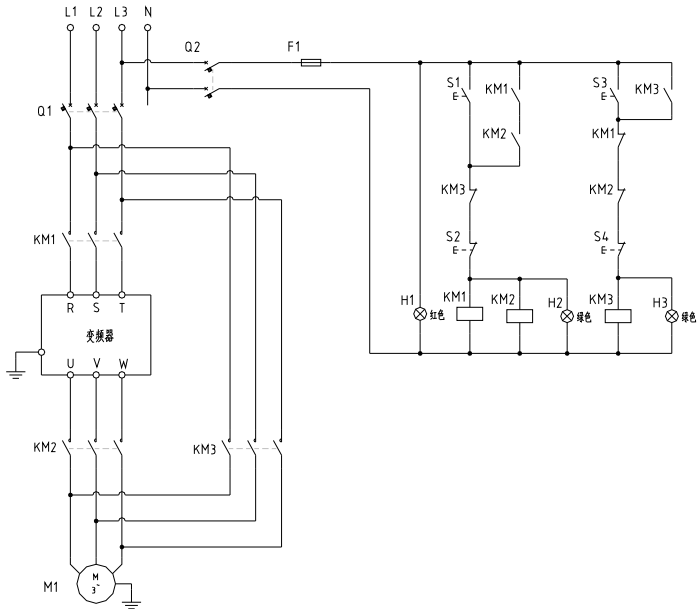 L1 L2 L3 N
Q2 F1
S1 KM1 S3 KM3
Q1
KM2 KM1
KM3 KM2
KM1 S2 S4
R S T
H1 KM1 KM2 H2 KM3 H3
红色 绿色 绿色
变频器
U V W
KM2 KM3
M1 M
3~